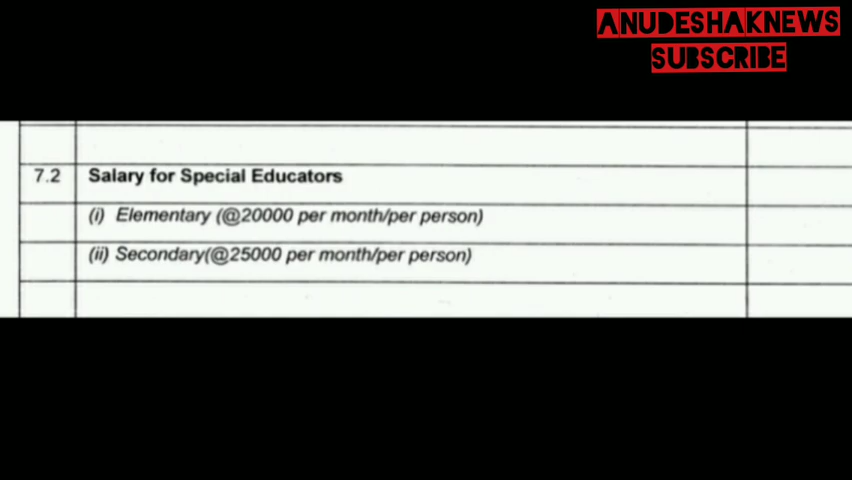 ANUDESHAKNEWS
SUBSCRIBE
7.2 Salary for Special Educators
(i) Elementary (@20000 per month/per person)
(ii) Secondary(@25000 per month/per person)